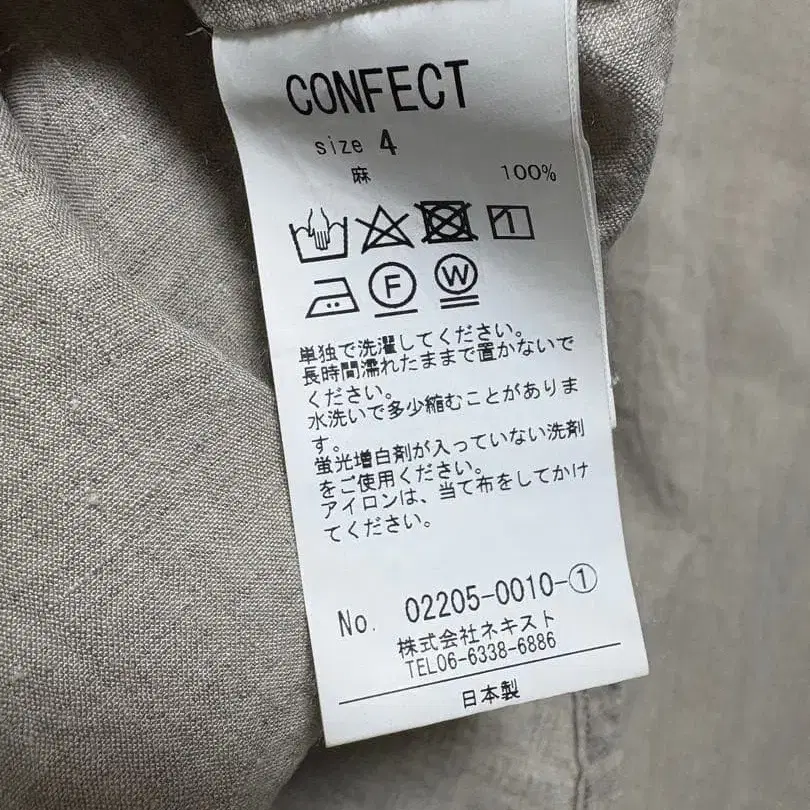 CONFECT
size 4
麻 100%
F W
単独で洗濯してください。
長時間濡れたままで置かないで
ください。
水洗いで多少縮むことがありま
す。
蛍光増白剤が入っていない洗剤
をご使用ください。
アイロンは、当て布をしてかけ
てください。
No. 02205-0010-①
株式会社ネキスト
TEL06-6338-6886
日本製